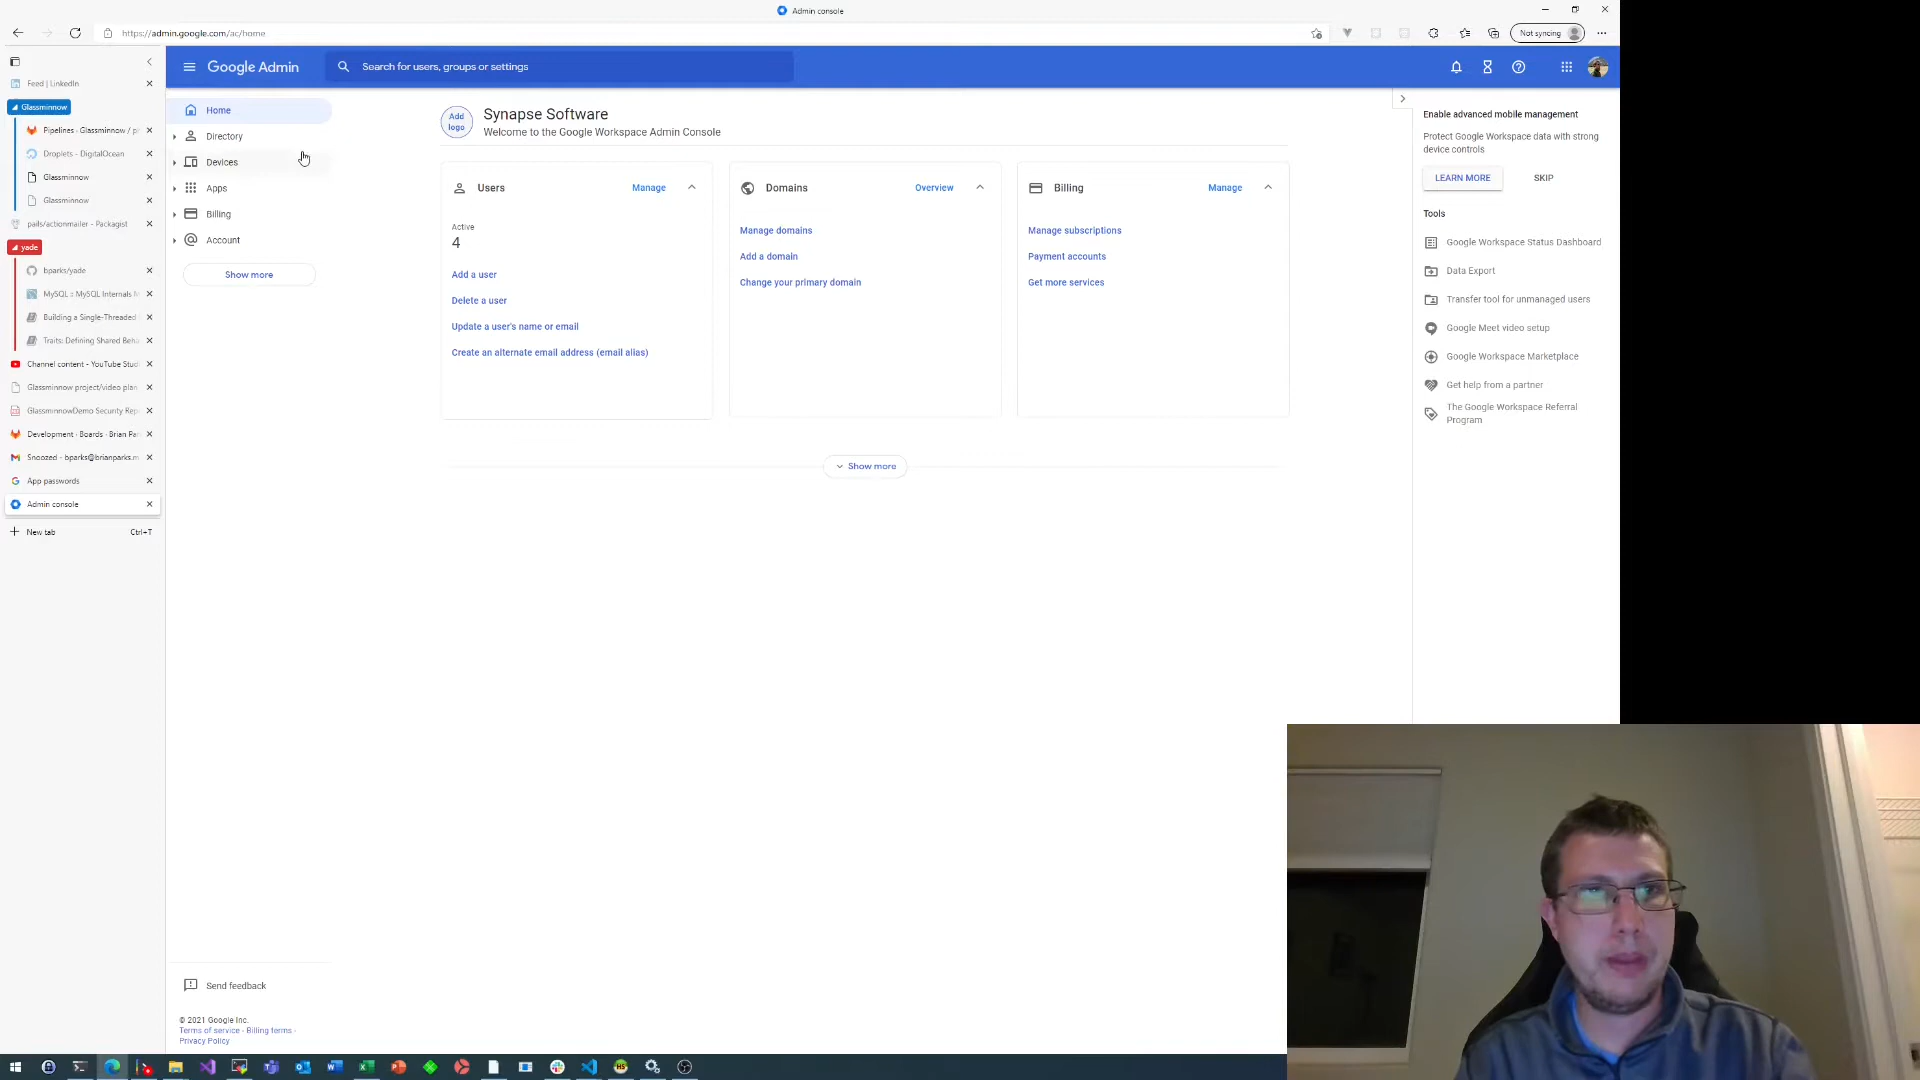 Admin console
https://admin.google.com/ac/home
Not syncing
Feed | LinkedIn
Glassminnow
Pipelines · Glassminnow / p
Droplets - DigitalOcean
Glassminnow
Glassminnow
pails/actionmailer - Packagist
yade
bparks/yade
MySQL :: MySQL Internals M
Building a Single-Threaded
Traits: Defining Shared Beha
Channel content - YouTube Studi
Glassminnow project/video plan
GlassminnowDemo Security Rep
Development · Boards · Brian Par
Snoozed - bparks@brianparks.m
App passwords
Admin console
New tab
Ctrl+T
Google Admin
Search for users, groups or settings
Home
Directory
Devices
Apps
Billing
Account
Show more
Add logo
Synapse Software
Welcome to the Google Workspace Admin Console
Users
Manage
Active
4
Add a user
Delete a user
Update a user's name or email
Create an alternate email address (email alias)
Domains
Overview
Manage domains
Add a domain
Change your primary domain
Billing
Manage
Manage subscriptions
Payment accounts
Get more services
Show more
Enable advanced mobile management
Protect Google Workspace data with strong
device controls
LEARN MORE
SKIP
Tools
Google Workspace Status Dashboard
Data Export
Transfer tool for unmanaged users
Google Meet video setup
Google Workspace Marketplace
Get help from a partner
The Google Workspace Referral
Program
Send feedback
© 2021 Google Inc.
Terms of service - Billing terms -
Privacy Policy